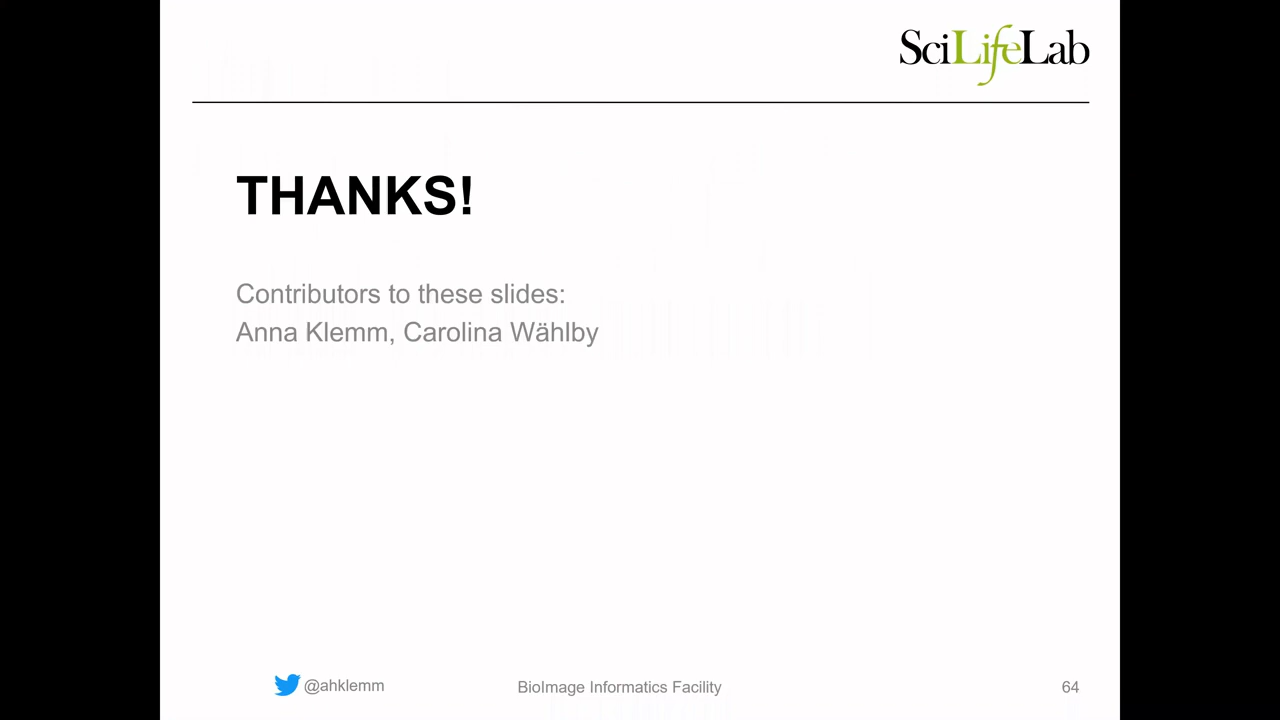 SciLifeLab
THANKS!
Contributors to these slides:
Anna Klemm, Carolina Wählby
@ahklemm
BioImage Informatics Facility
64